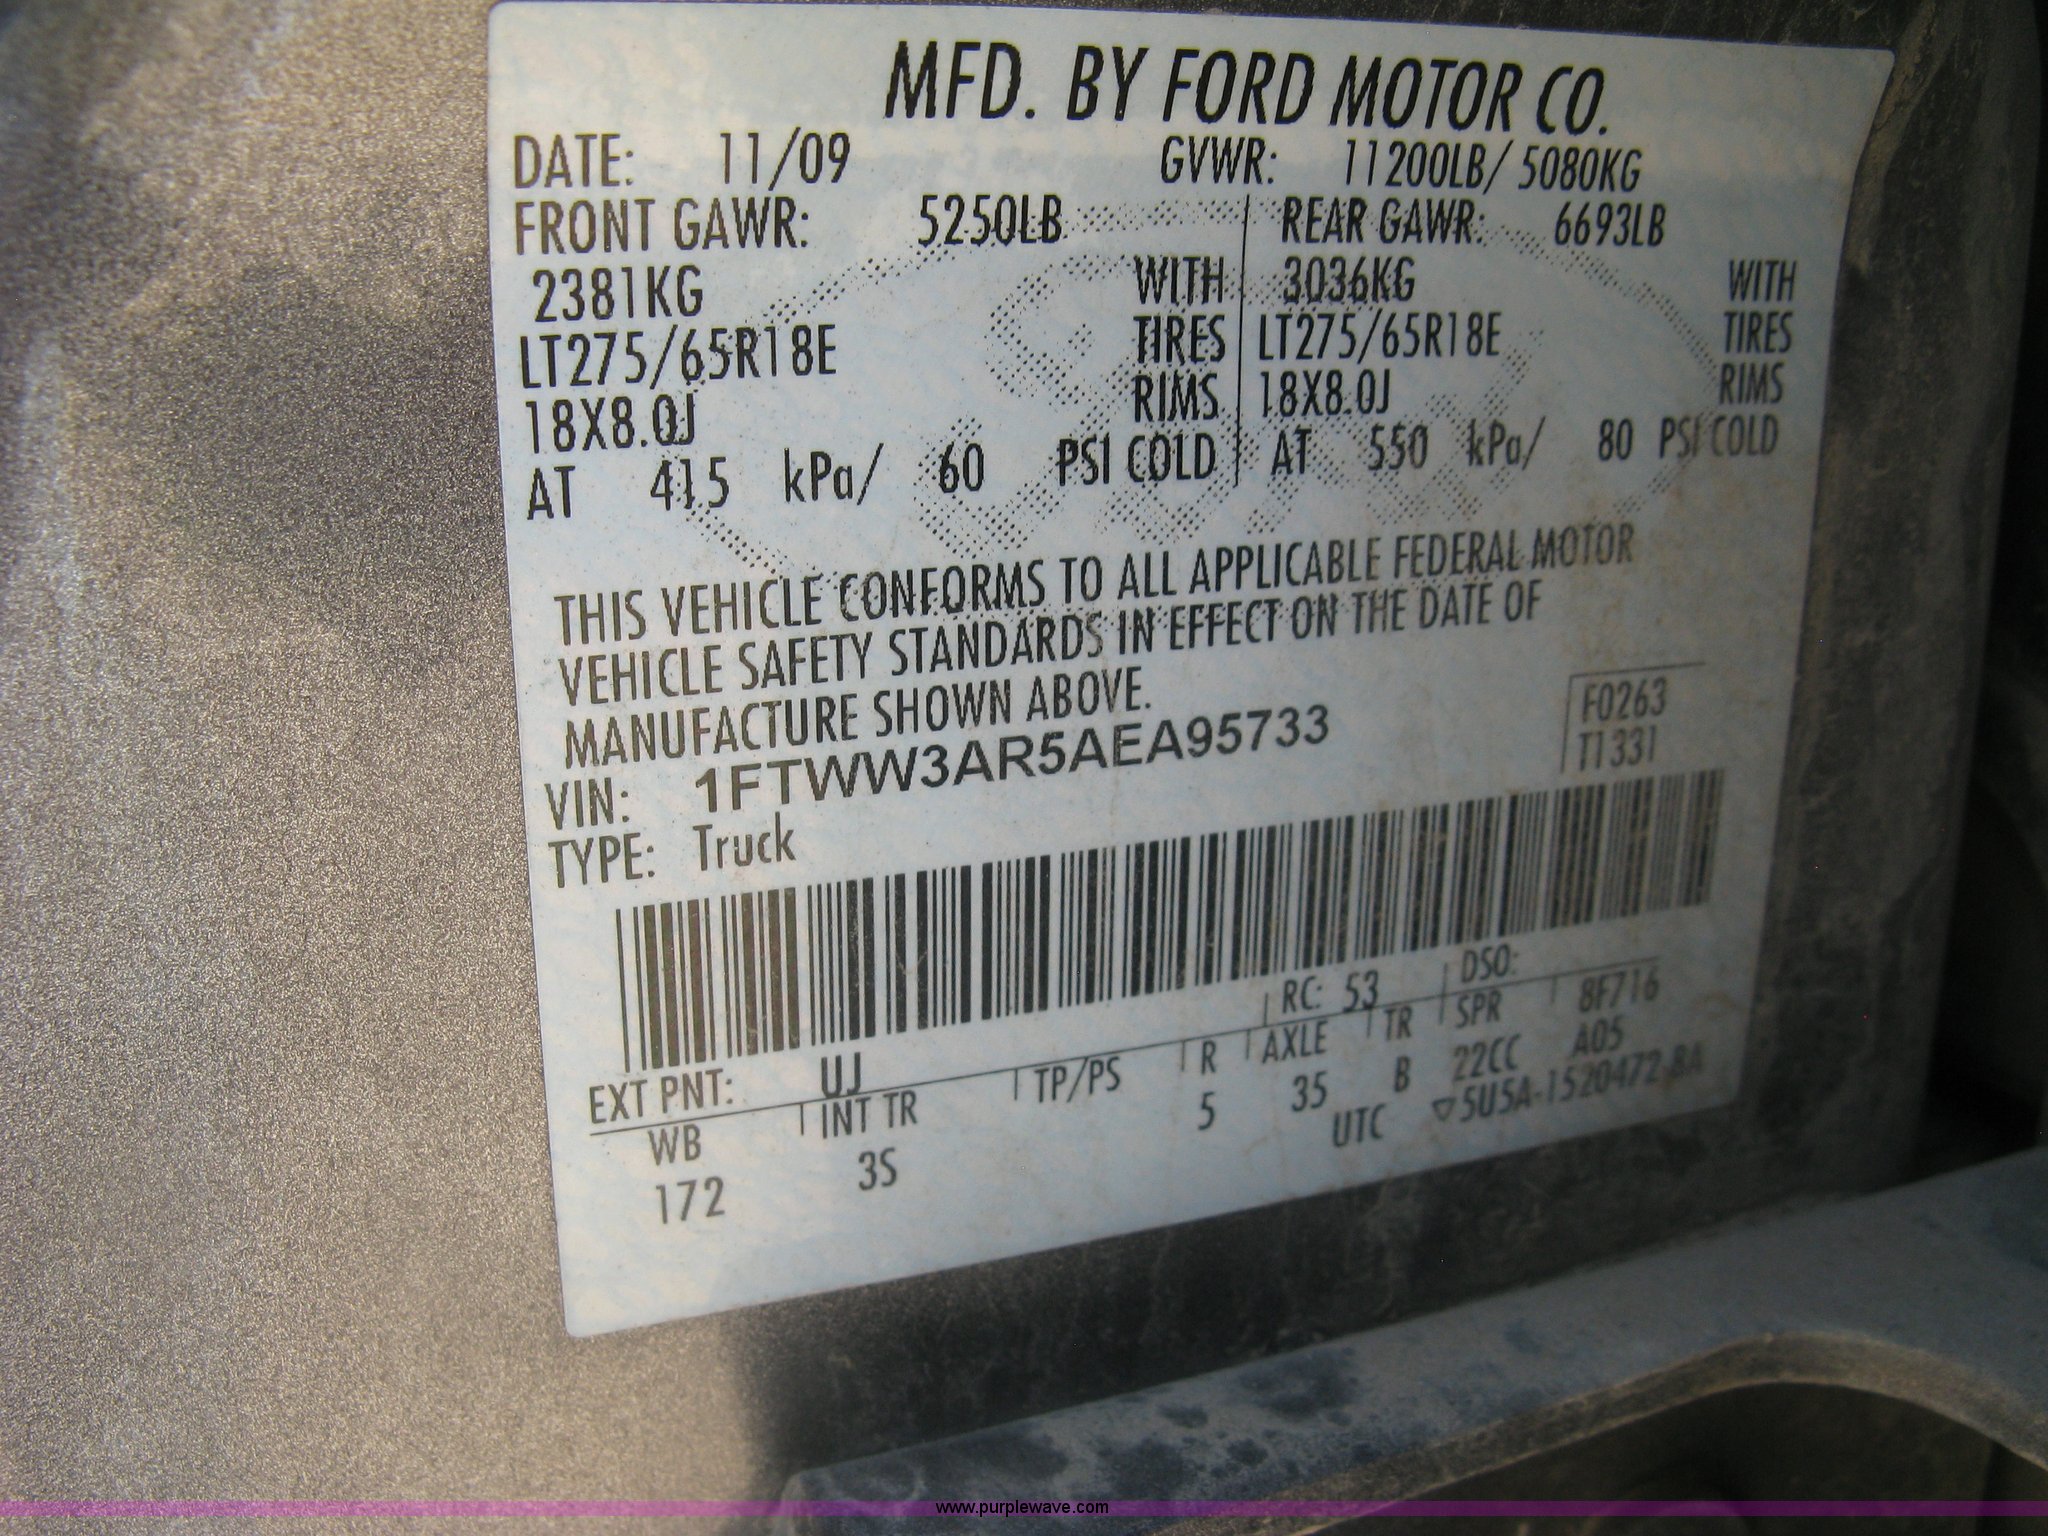 MFD. BY FORD MOTOR CO.
DATE: 11/09 GVWR: 11200LB/ 5080KG
FRONT GAWR: 5250LB REAR GAWR: 6693LB
2381KG WITH 3036KG WITH
LT275/65R18E TIRES LT275/65R18E TIRES
18X8.0J RIMS 18X8.0J RIMS
AT 415 kPa/ 60 PSI COLD AT 550 kPa/ 80 PSI COLD
THIS VEHICLE CONFORMS TO ALL APPLICABLE FEDERAL MOTOR
VEHICLE SAFETY STANDARDS IN EFFECT ON THE DATE OF
MANUFACTURE SHOWN ABOVE.
VIN: 1FTWW3AR5AEA95733
F0263
T1331
TYPE: Truck
EXT PNT: UJ RC: 53 DSO:
WB INT TR TP/PS R AXLE TR SPR 8F716
172 3S 5 35 B 22CC A05
UTC ▽5U5A-1520472-BA
www.purplewave.com